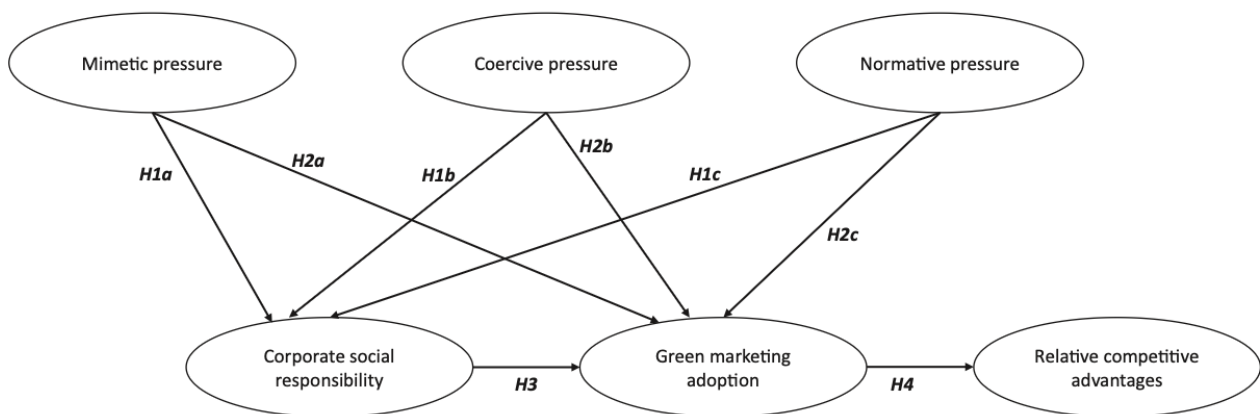 Mimetic pressure
Coercive pressure
Normative pressure
H1a
H2a
H1b
H2b
H1c
H2c
Corporate social
responsibility
H3
Green marketing
adoption
H4
Relative competitive
advantages